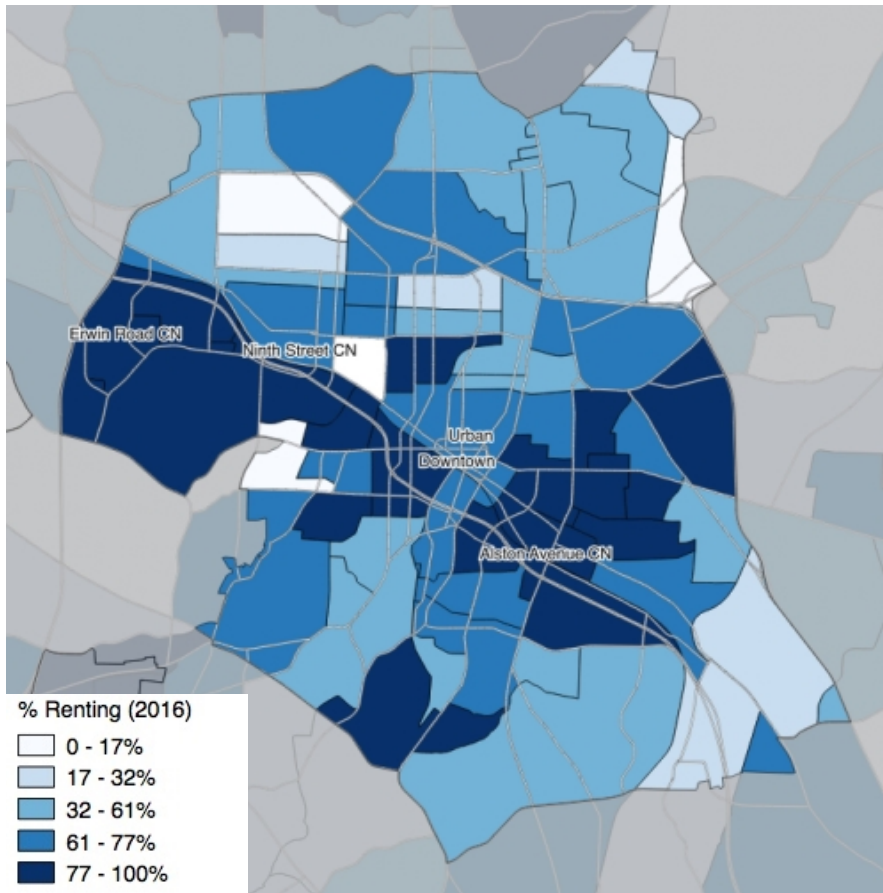 Erwin Road CN
Ninth Street CN
Urban
Downtown
Alston Avenue CN
% Renting (2016)
0 - 17%
17 - 32%
32 - 61%
61 - 77%
77 - 100%